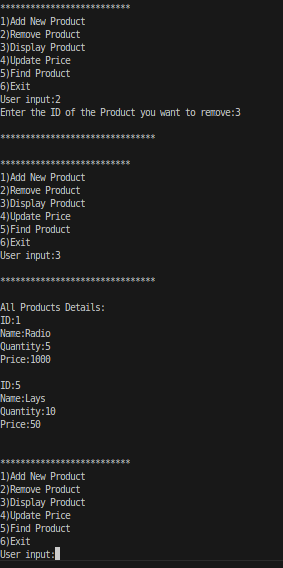 **************************
1)Add New Product
2)Remove Product
3)Display Product
4)Update Price
5)Find Product
6)Exit
User input:2
Enter the ID of the Product you want to remove:3
*******************************
**************************
1)Add New Product
2)Remove Product
3)Display Product
4)Update Price
5)Find Product
6)Exit
User input:3
*******************************
All Products Details:
ID:1
Name:Radio
Quantity:5
Price:1000
ID:5
Name:Lays
Quantity:10
Price:50
**************************
1)Add New Product
2)Remove Product
3)Display Product
4)Update Price
5)Find Product
6)Exit
User input: